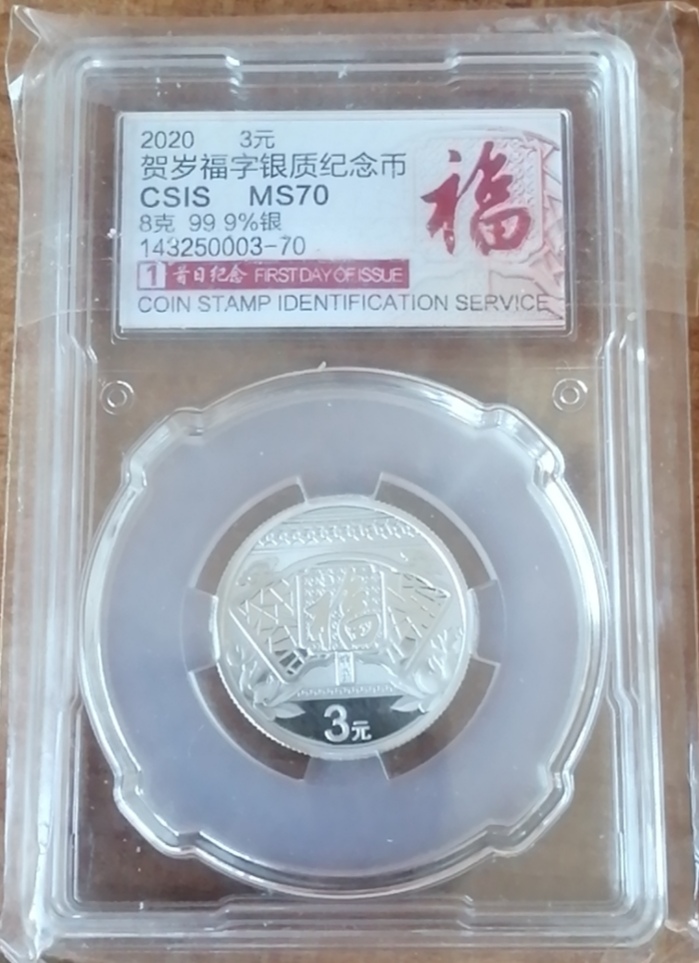 2020 3元
贺岁福字银质纪念币
CSIS MS70
8克 99 9%银
143250003-70
1 首日纪念 FIRST DAY OF ISSUE
COIN STAMP IDENTIFICATION SERVICE
福
福
3元